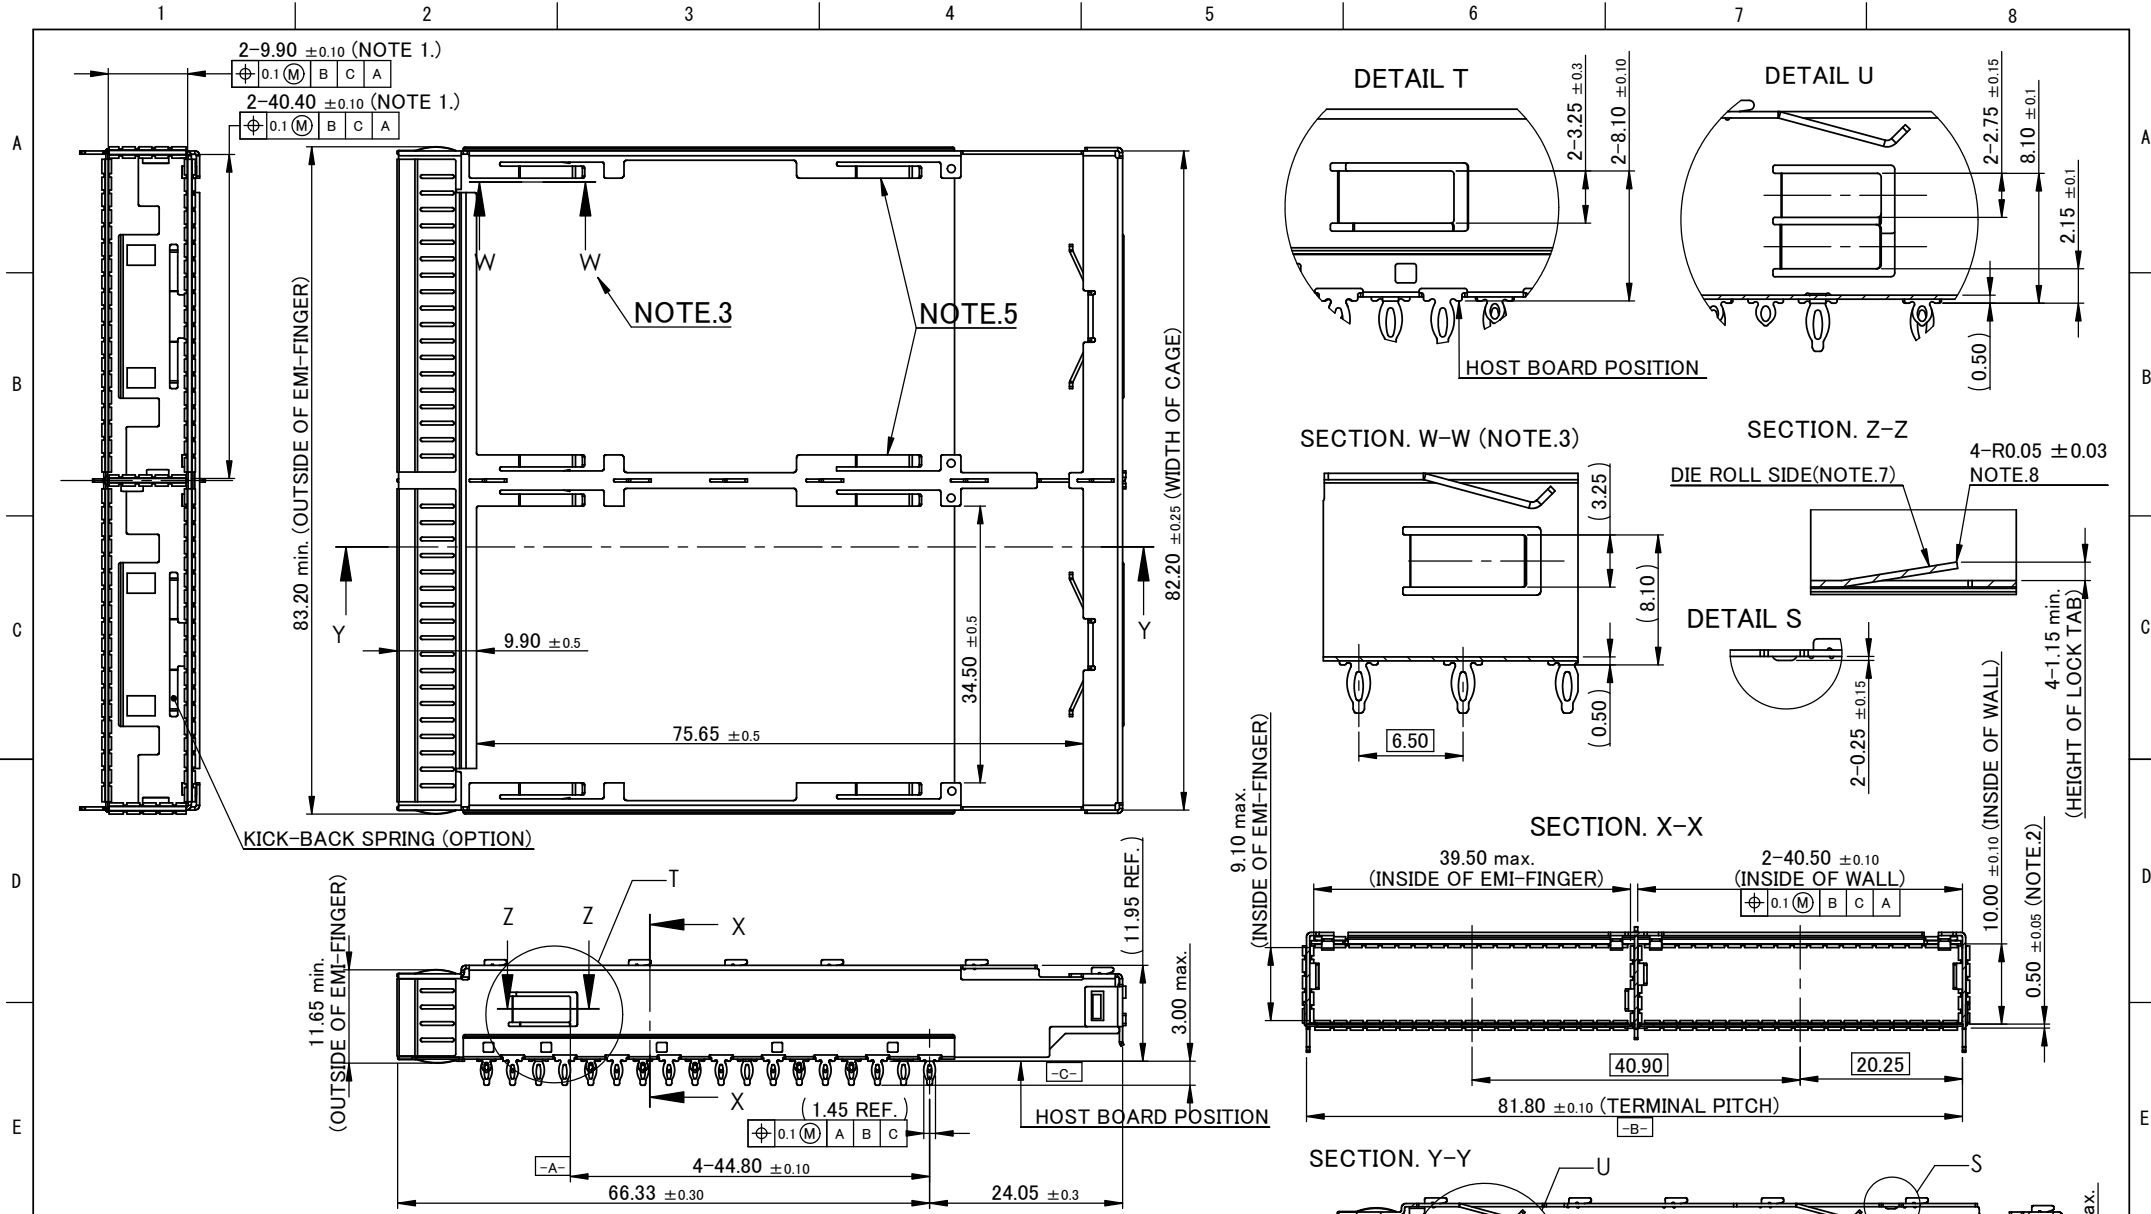 1 2 3 4 5 6 7 8
A
B
C
D
E
A
B
C
D
E
2-9.90 ±0.10 (NOTE 1.)
⌖ 0.1 Ⓜ B C A
2-40.40 ±0.10 (NOTE 1.)
⌖ 0.1 Ⓜ B C A
83.20 min. (OUTSIDE OF EMI-FINGER)
W W
NOTE.3
NOTE.5
82.20 ±0.25 (WIDTH OF CAGE)
Y Y
9.90 ±0.5
34.50 ±0.5
75.65 ±0.5
KICK-BACK SPRING (OPTION)
DETAIL T
2-3.25 ±0.3
2-8.10 ±0.10
HOST BOARD POSITION
DETAIL U
2-2.75 ±0.15
8.10 ±0.1
2.15 ±0.1
(0.50)
SECTION. W-W (NOTE.3)
(3.25)
(8.10)
(0.50)
6.50
SECTION. Z-Z
4-R0.05 ±0.03
DIE ROLL SIDE(NOTE.7)
NOTE.8
4-1.15 min.
(HEIGHT OF LOCK TAB)
DETAIL S
2-0.25 ±0.15
11.65 min.
(OUTSIDE OF EMI-FINGER)
T
Z Z
X
X
(11.95 REF.)
3.00 max.
-C-
(1.45 REF.)
⌖ 0.1 Ⓜ A B C
HOST BOARD POSITION
-A-
4-44.80 ±0.10
66.33 ±0.30
24.05 ±0.3
SECTION. X-X
9.10 max.
(INSIDE OF EMI-FINGER)
39.50 max.
(INSIDE OF EMI-FINGER)
2-40.50 ±0.10
(INSIDE OF WALL)
⌖ 0.1 Ⓜ B C A
10.00 ±0.10 (INSIDE OF WALL)
0.50 ±0.05 (NOTE.2)
40.90
20.25
81.80 ±0.10 (TERMINAL PITCH)
-B-
SECTION. Y-Y
U
S